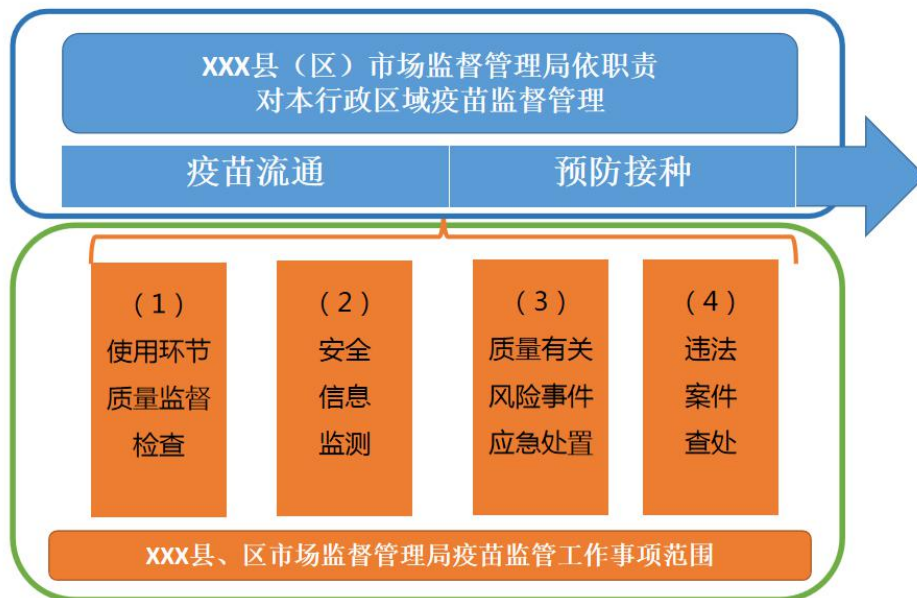 XXX县（区）市场监督管理局依职责
对本行政区域疫苗监督管理
疫苗流通
预防接种
（1）
使用环节
质量监督
检查
（2）
安全
信息
监测
（3）
质量有关
风险事件
应急处置
（4）
违法
案件
查处
XXX县、区市场监督管理局疫苗监管工作事项范围